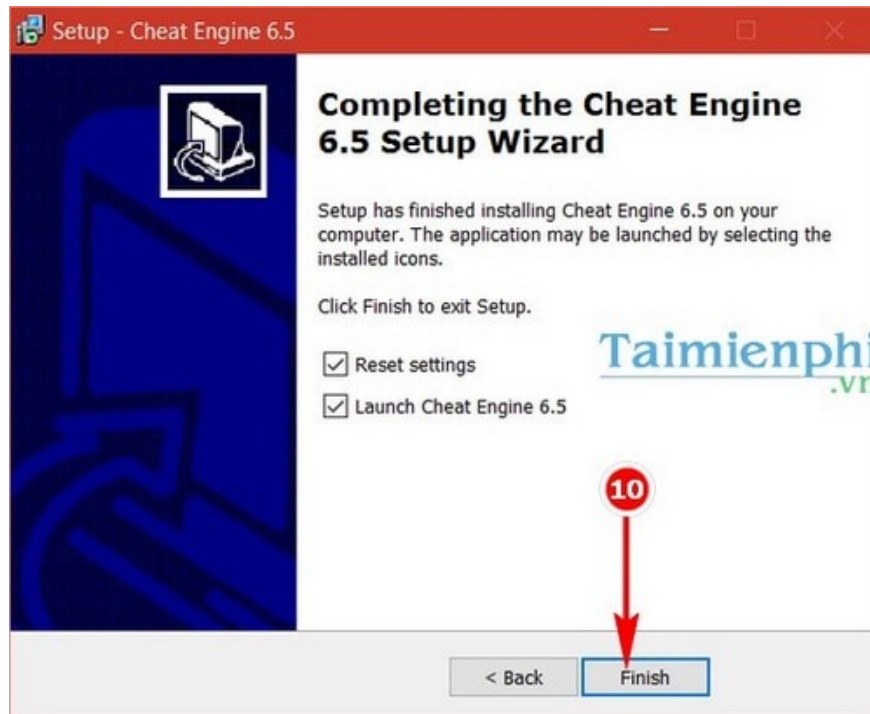 Setup - Cheat Engine 6.5
Completing the Cheat Engine
6.5 Setup Wizard
Setup has finished installing Cheat Engine 6.5 on your
computer. The application may be launched by selecting the
installed icons.
Click Finish to exit Setup.
Taimienphi
.vn
Reset settings
Launch Cheat Engine 6.5
10
< Back
Finish